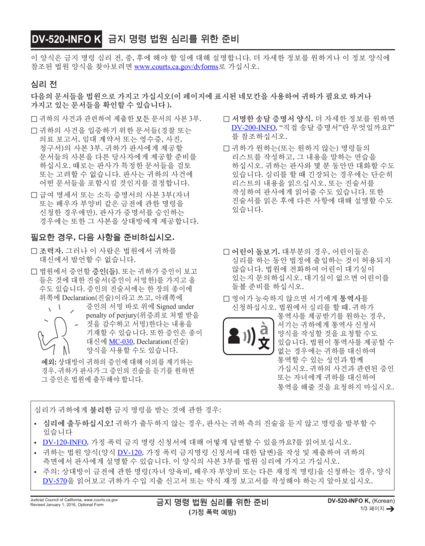 DV-520-INFO K 금지 명령 법원 심리를 위한 준비
이 양식은 금지 명령 심리 전, 중, 후에 해야 할 일에 대해 설명합니다. 더 자세한 정보를 원하거나 이 정보 양식에
참조된 법원 양식을 찾아보려면 www.courts.ca.gov/dvforms로 가십시오.
심리 전
다음의 문서들을 법원으로 가지고 가십시오(이 페이지에 표시된 네모칸을 사용하여 귀하가 필요로 하거나
가지고 있는 문서들을 확인할 수 있습니다).
☐ 귀하의 사건과 관련하여 제출한 모든 문서의 사본 3부.
☐ 귀하의 사건을 입증하기 위한 문서들(경찰 또는
의료 보고서, 임대 계약서 또는 영수증, 사진,
청구서)의 사본 3부. 귀하가 판사에게 제공할
문서들의 사본을 다른 당사자에게 제공할 준비를
하십시오. 때로는 판사가 특정한 문서들을 검토
또는 고려할 수 없습니다. 판사는 귀하의 사건에
어떤 문서들을 포함시킬 것인지를 결정합니다.
☐ 급여 명세서 또는 소득 증명서의 사본 3부(자녀
또는 배우자 부양비 같은 금전에 관한 명령을
신청한 경우에만). 판사가 증명서를 승인하는
경우에는 또한 그 사본을 상대방에게 제공합니다.
☐ 서명한 송달 증명서 양식. 더 자세한 정보를 원하면
DV-200-INFO, “직접 송달 증명서”란 무엇일까요?”
를 참조하십시오.
☐ 귀하가 원하는(또는 원하지 않는) 명령들의
리스트를 작성하고, 그 내용을 말하는 연습을
하십시오. 귀하는 판사와 몇 분 동안만 대화할 수도
있습니다. 심리를 할 때 긴장되는 경우에는 단순히
리스트의 내용을 읽으십시오. 또는 진술서를
작성하여 판사에게 읽어줄 수도 있습니다. 또한
진술서를 읽은 후에 다른 사항에 대해 설명할 수도
있습니다.
필요한 경우, 다음 사항을 준비하십시오.
☐ 조력자. 그러나 이 사람은 법원에서 귀하를
대신에서 발언할 수 없습니다.
☐ 법원에서 증언할 증인(들). 또는 귀하가 증인이 보고
들은 것에 대한 진술서(증인이 서명한)를 가지고 올
수도 있습니다. 증인의 진술서에는 한 장의 종이에
위쪽에 Declaration(진술)이라고 쓰고, 아래쪽에
증인의 서명 바로 위에 Signed under
penalty of perjury(위증죄로 처벌 받을
것을 감수하고 서명)한다는 내용을
기재할 수 있습니다. 또한 증인은 종이
대신에 MC-030, Declaration(진술)
양식을 사용할 수도 있습니다.
예외: 상대방이 귀하의 증인에 대해 이의를 제기하는
경우, 귀하가 판사가 그 증인의 진술을 듣기를 원하면
그 증인은 법원에 출두해야 합니다.
☐ 어린이 돌보기. 대부분의 경우, 어린이들은
심리를 하는 동안 법정에 출입하는 것이 허용되지
않습니다. 법원에 전화하여 어린이 대기실이
있는지 문의하십시오. 대기실이 없으면 어린이를
돌볼 준비를 하십시오.
☐ 영어가 능숙하지 않으면 서기에게 통역사를
신청하십시오. 법원에서 심리를 할 때, 귀하가
통역사를 제공받기를 원하는 경우,
서기는 귀하에게 통역사 신청서
양식을 작성할 것을 요청할 수도
있습니다. 법원이 통역사를 제공할 수
없는 경우에는 귀하를 대신하여
통역할 수 있는 성인과 함께
가십시오. 귀하의 사건과 관련된 증인
또는 자녀에게 귀하를 대신하여
통역을 해줄 것을 요청하지 마십시오.
심리가 귀하에게 불리한 금지 명령을 받는 것에 관한 경우:
• 심리에 출두하십시오! 귀하가 출두하지 않는 경우, 판사는 귀하 측의 진술을 듣지 않고 명령을 발부할 수
있습니다
• DV-120-INFO, 가정 폭력 금지 명령 신청서에 대해 어떻게 답변할 수 있을까요?를 읽어보십시오.
• 귀하는 법원 양식(양식 DV-120, 가정 폭력 금지명령 신청서에 대한 답변)을 작성 및 제출하여 귀하의
측면에서 판사에게 설명할 수 있습니다. 이 양식의 사본 3부를 법원 심리에 가지고 가십시오.
• 주의: 상대방이 금전에 관한 명령(자녀 양육비, 배우자 부양비 또는 다른 재정적 명령)을 신청하는 경우, 양식
DV-570을 읽어보고 귀하가 수입 지출 신고서 또는 약식 재정 보고서를 작성해야 하는지 알아보십시오..
Judicial Council of California, www.courts.ca.gov
Revised January 1, 2016, Optional Form
금지 명령 법원 심리를 위한 준비
(가정 폭력 예방)
DV-520-INFO K, (Korean)
1/3 페이지